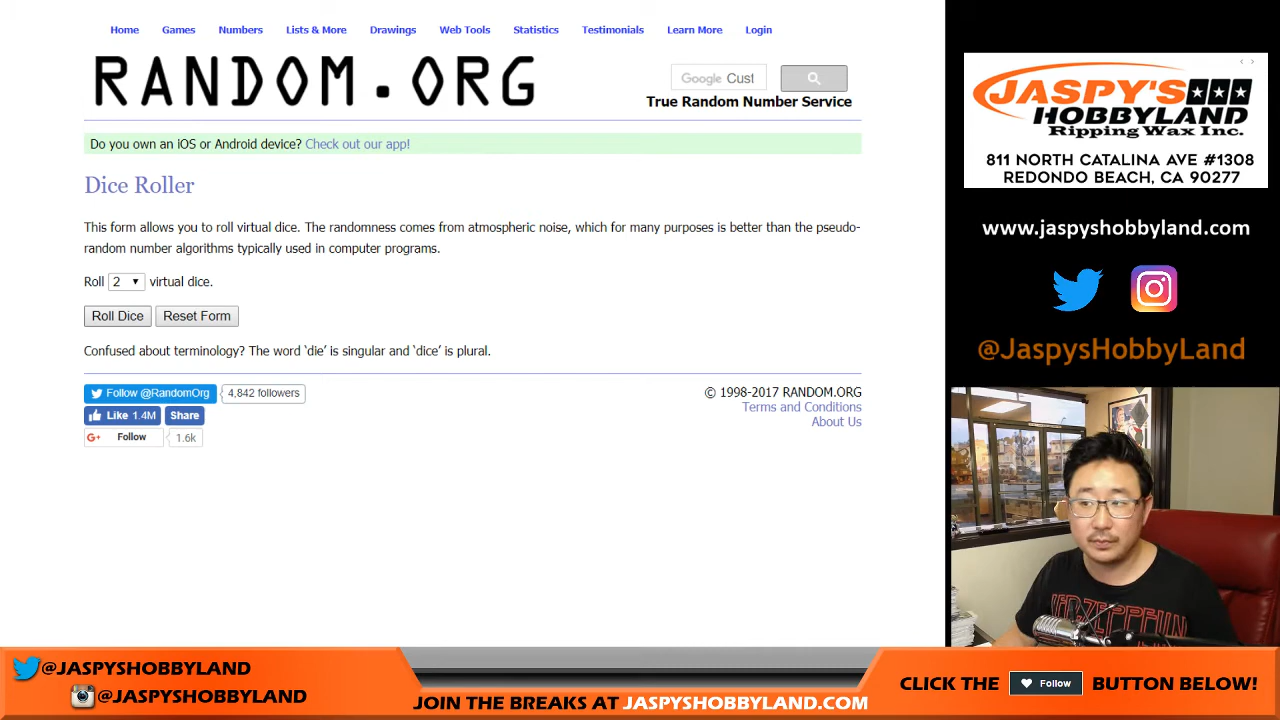 Home Games Numbers Lists & More Drawings Web Tools Statistics Testimonials Learn More Login
RANDOM.ORG
Google Cust
True Random Number Service
Do you own an iOS or Android device? Check out our app!
Dice Roller
This form allows you to roll virtual dice. The randomness comes from atmospheric noise, which for many purposes is better than the pseudo-
random number algorithms typically used in computer programs.
Roll 2 virtual dice.
Roll Dice Reset Form
Confused about terminology? The word ‘die’ is singular and ‘dice’ is plural.
Follow @RandomOrg 4,842 followers
Like 1.4M Share
G+ Follow 1.6k
© 1998-2017 RANDOM.ORG
Terms and Conditions
About Us
JASPY'S
HOBBYLAND
Ripping Wax Inc.
811 NORTH CATALINA AVE #1308
REDONDO BEACH, CA 90277
www.jaspyshobbyland.com
@JaspysHobbyLand
LED ZEPPELIN
@JASPYSHOBBYLAND
@JASPYSHOBBYLAND
JOIN THE BREAKS AT JASPYSHOBBYLAND.COM
CLICK THE Follow BUTTON BELOW!